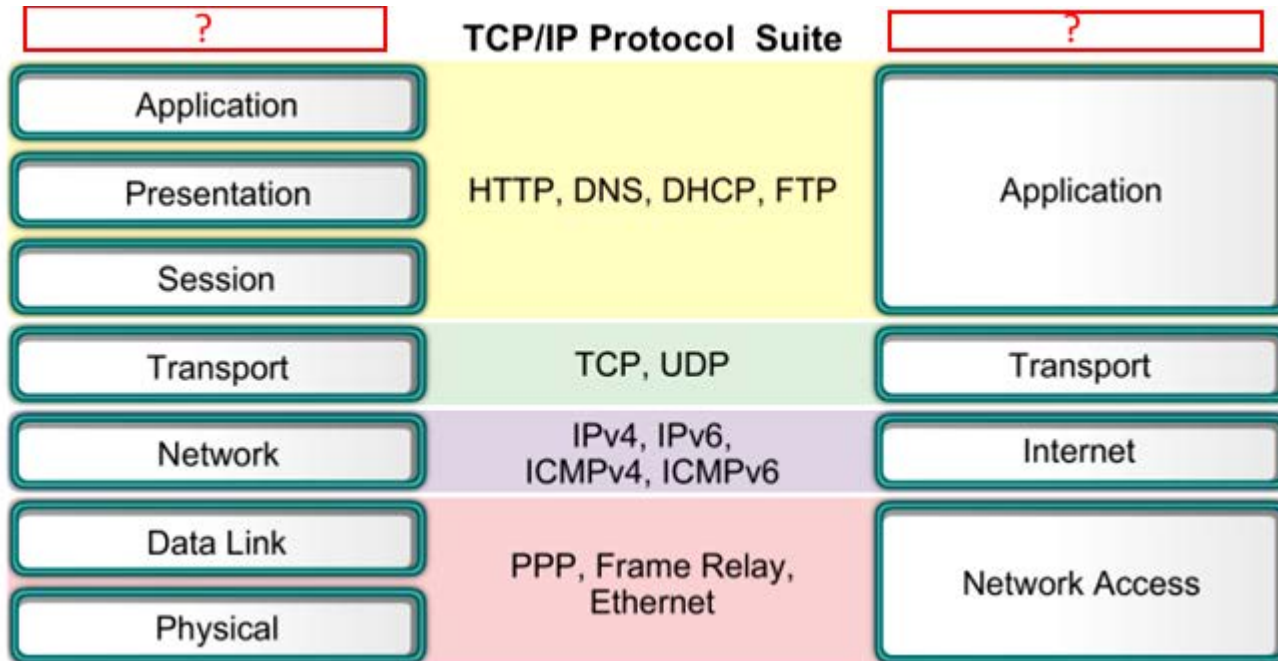 ?
TCP/IP Protocol Suite
?
Application
Presentation
Session
HTTP, DNS, DHCP, FTP
Application
Transport
TCP, UDP
Transport
Network
IPv4, IPv6,
ICMPv4, ICMPv6
Internet
Data Link
Physical
PPP, Frame Relay,
Ethernet
Network Access